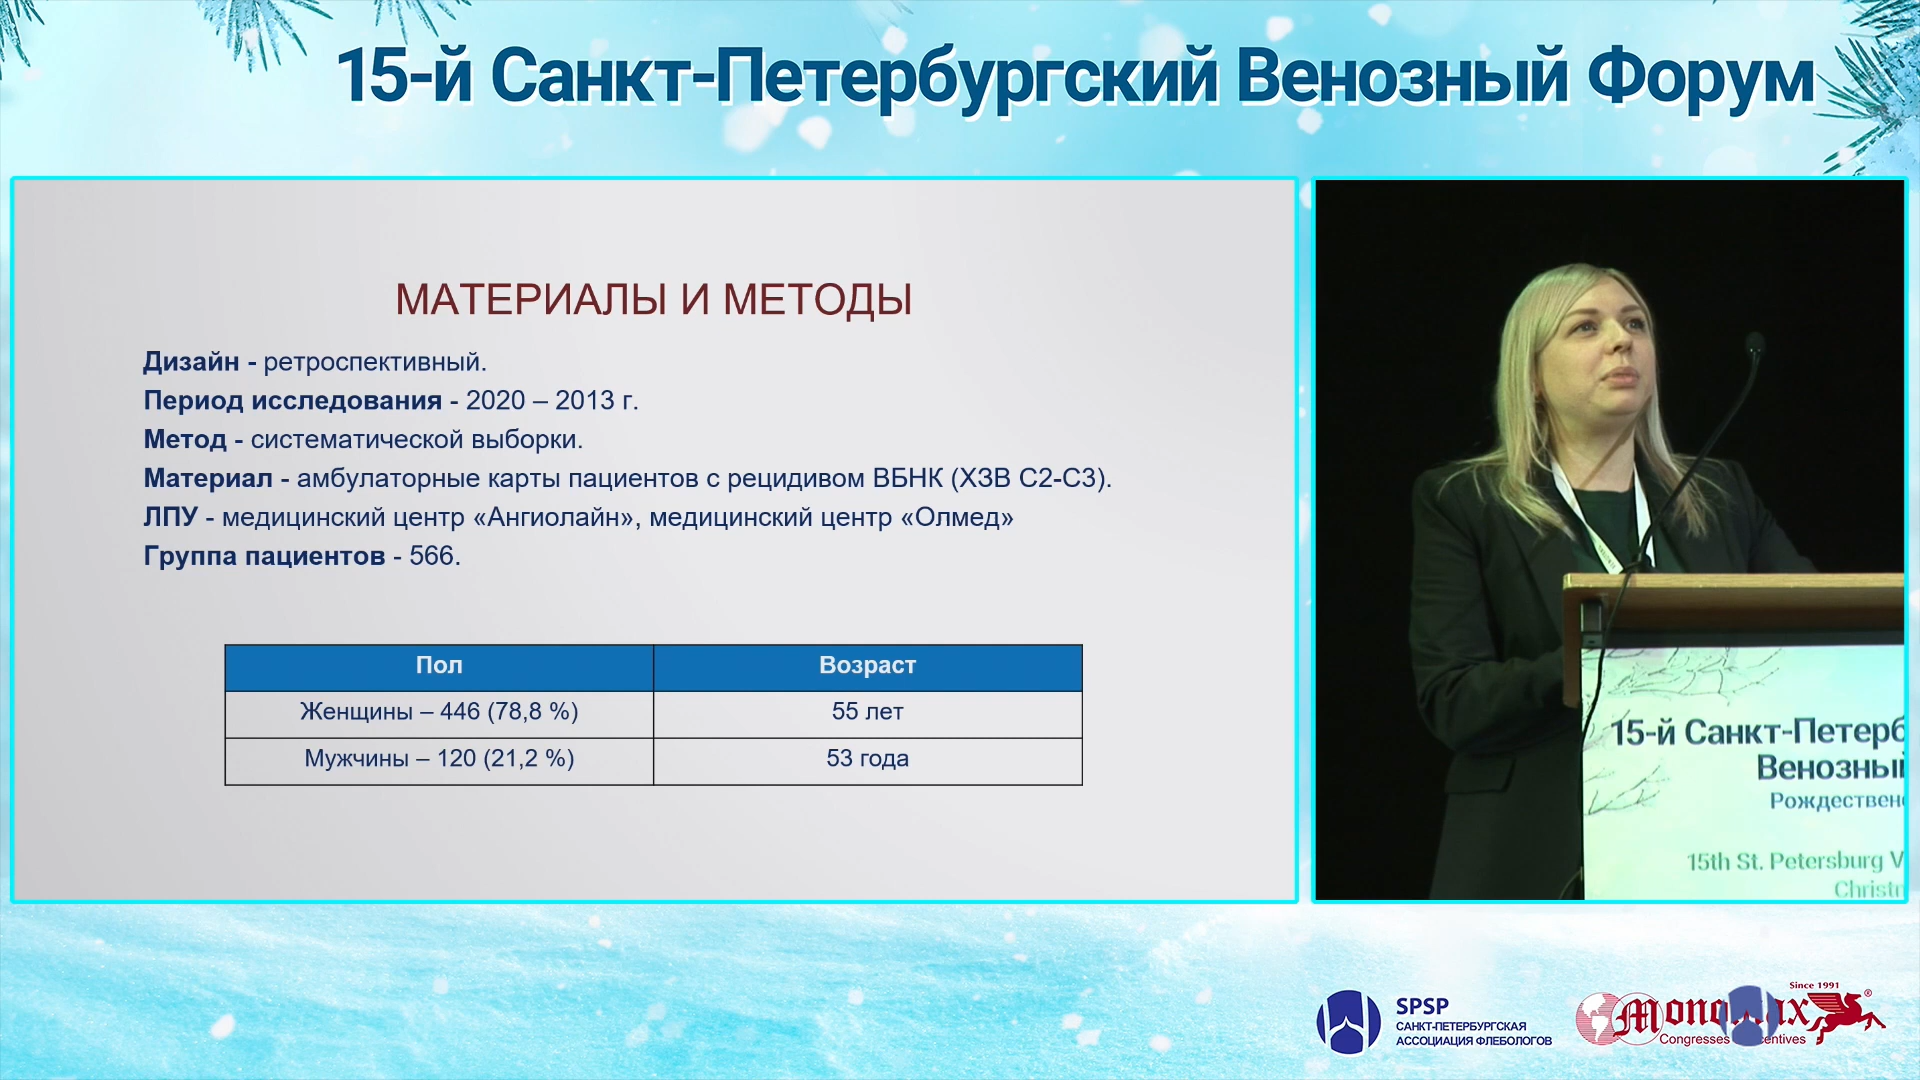 15-й Санкт-Петербургский Венозный Форум
МАТЕРИАЛЫ И МЕТОДЫ
Дизайн - ретроспективный.
Период исследования - 2020 – 2013 г.
Метод - систематической выборки.
Материал - амбулаторные карты пациентов с рецидивом ВБНК (ХЗВ С2-С3).
ЛПУ - медицинский центр «Ангиолайн», медицинский центр «Олмед»
Группа пациентов - 566.
Пол Возраст
Женщины – 446 (78,8 %) 55 лет
Мужчины – 120 (21,2 %) 53 года
15-й Санкт-Петерб
Венозный
Рождествен
15th St. Petersburg V
Christ
SPSP
САНКТ-ПЕТЕРБУРГСКАЯ
АССОЦИАЦИЯ ФЛЕБОЛОГОВ
Since 1991
Monomax
Congresses